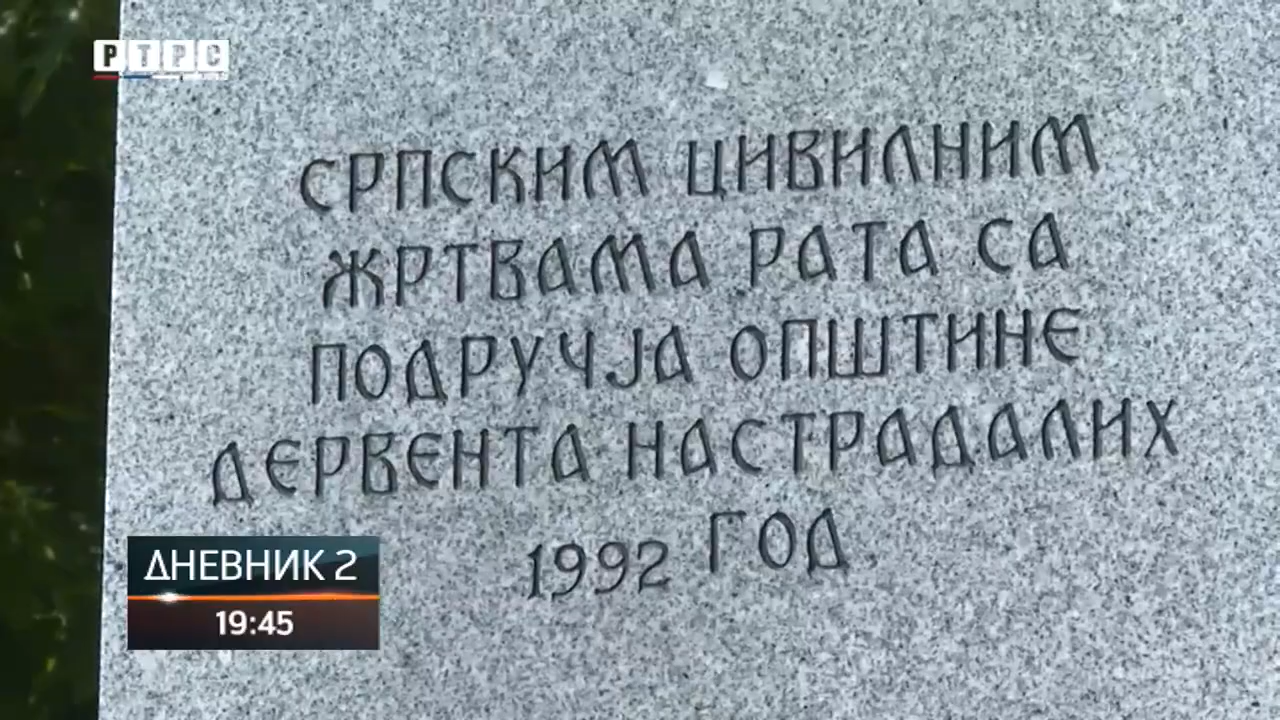 РТРС
СРПСКИМ ЦИВИЛНИМ
ЖРТВАМА РАТА СА
ПОДРУЧЈА ОПШТИНЕ
ДЕРВЕНТА НАСТРАДАЛИХ
1992 ГОД.
ДНЕВНИК 2
19:45